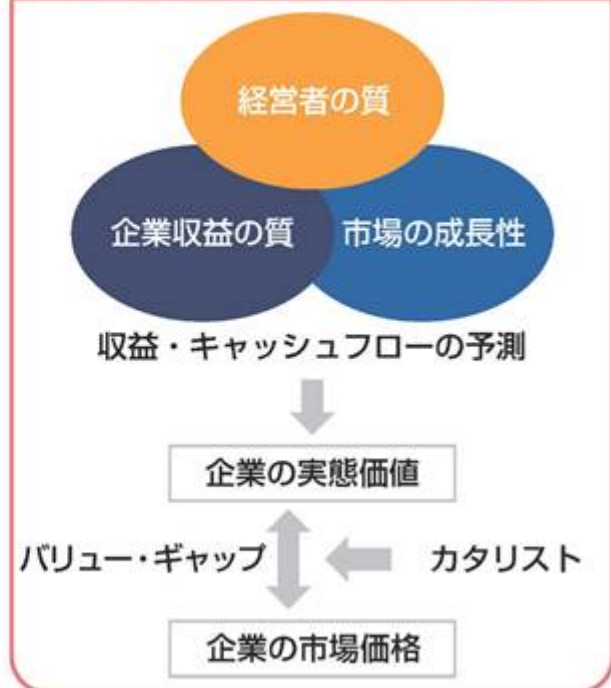 経営者の質
企業収益の質
市場の成長性
収益・キャッシュフローの予測
企業の実態価値
バリュー・ギャップ
カタリスト
企業の市場価格